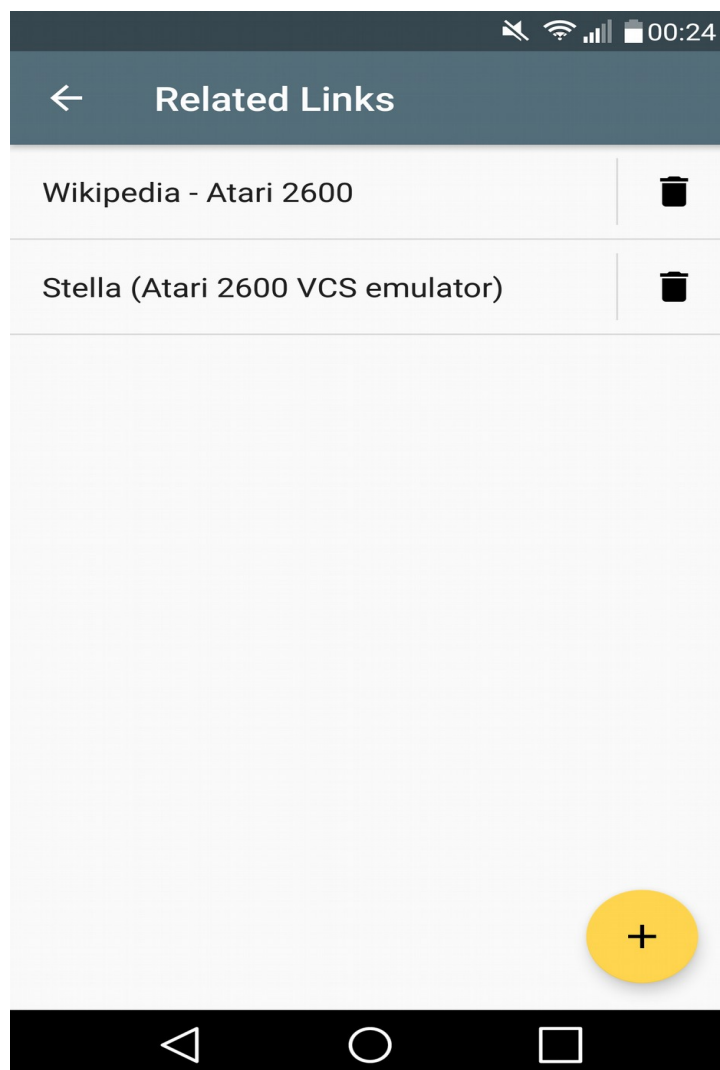 00:24
Related Links
Wikipedia - Atari 2600
Stella (Atari 2600 VCS emulator)
+